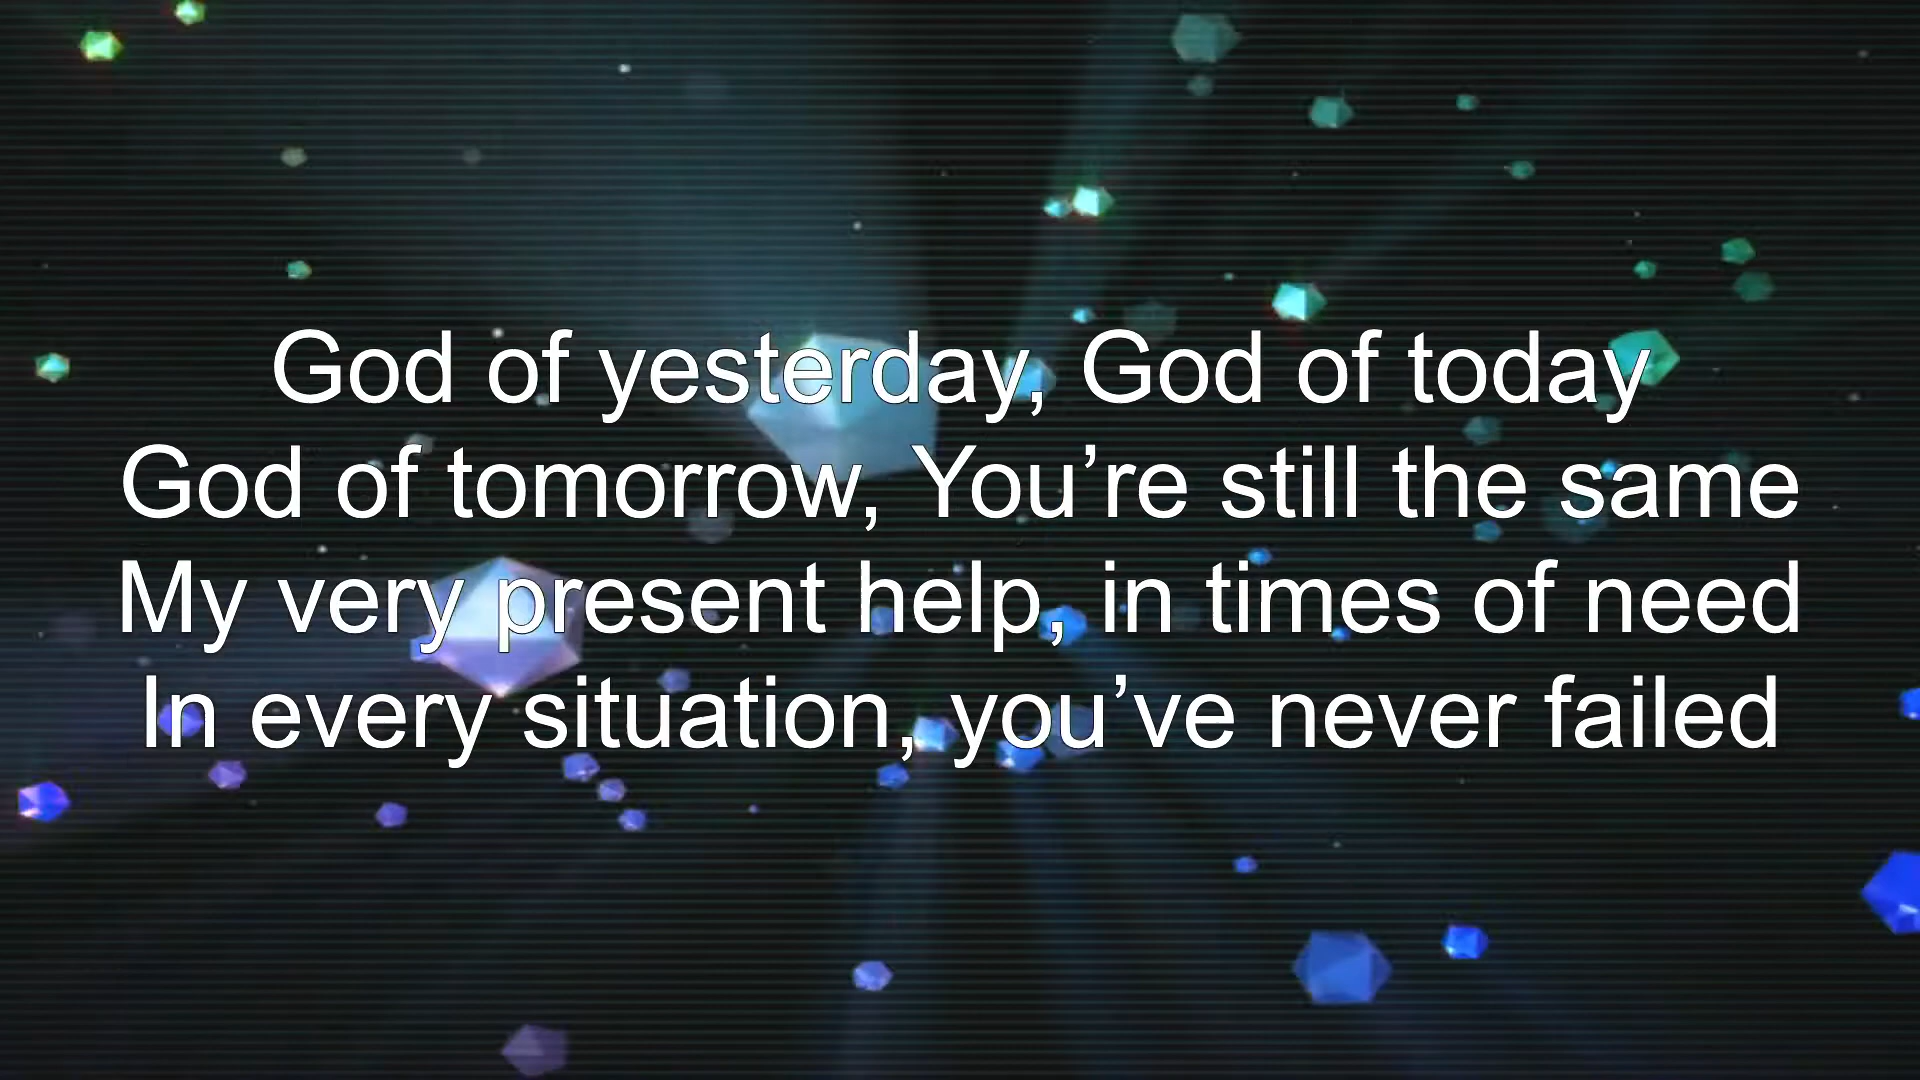 God of yesterday, God of today
God of tomorrow, You’re still the same
My very present help, in times of need
In every situation, you’ve never failed